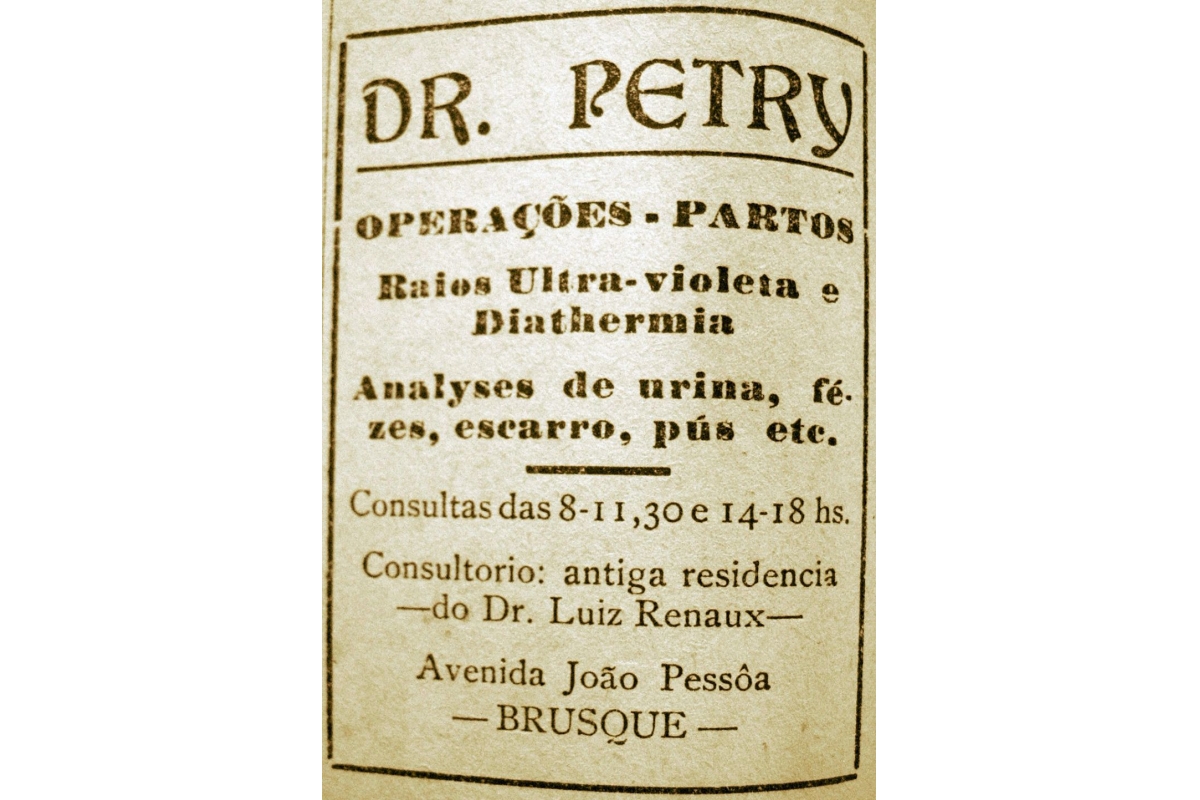 DR. PETRY
OPERAÇÕES - PARTOS
Raios Ultra-violeta e
Diathermia
Analyses de urina, fé-
zes, escarro, pús etc.
Consultas das 8-11,30 e 14-18 hs.
Consultorio: antiga residencia
—do Dr. Luiz Renaux—
Avenida João Pessôa
— BRUSQUE —